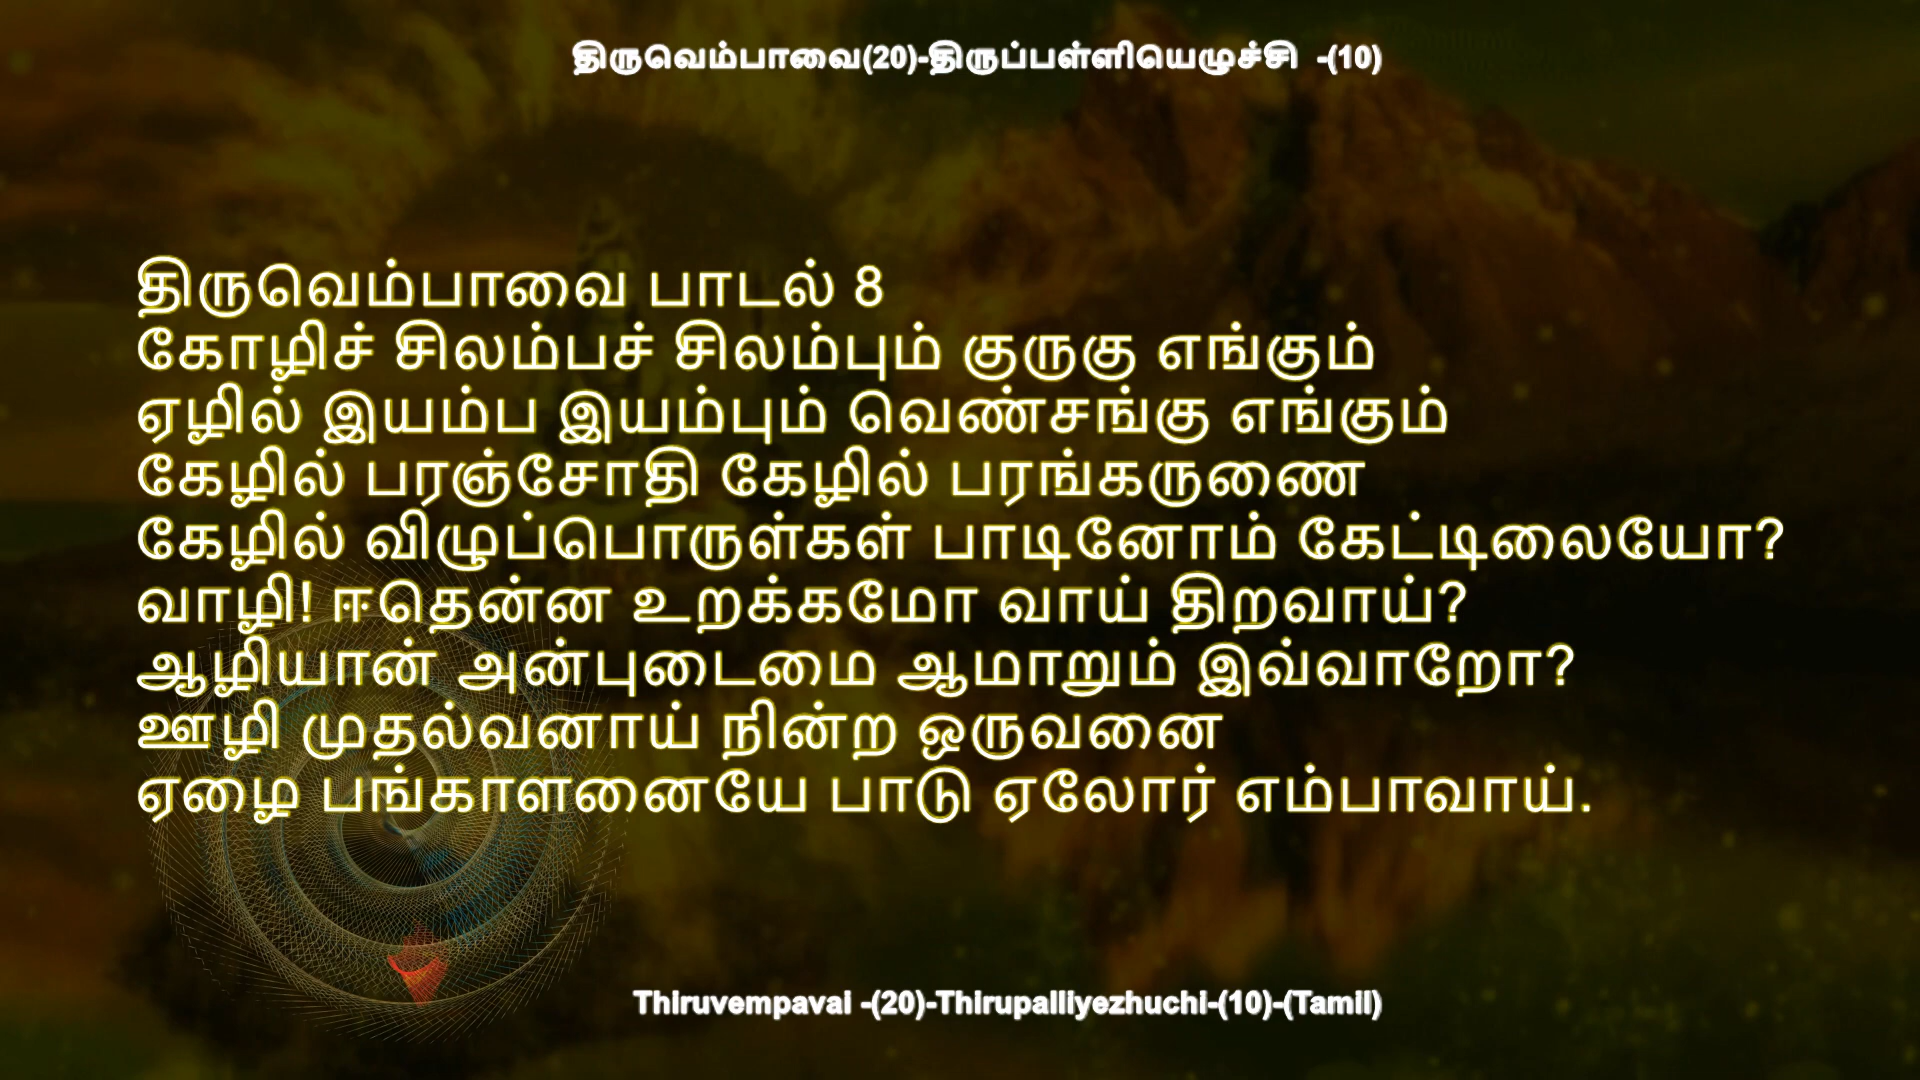 திருவெம்பாவை(20)-திருப்பள்ளியெழுச்சி -(10)
திருவெம்பாவை பாடல் 8
கோழிச் சிலம்பச் சிலம்பும் குருகு எங்கும்
ஏழில் இயம்ப இயம்பும் வெண்சங்கு எங்கும்
கேழில் பரஞ்சோதி கேழில் பரங்கருணை
கேழில் விழுப்பொருள்கள் பாடினோம் கேட்டிலையோ?
வாழி! ஈதென்ன உறக்கமோ வாய் திறவாய்?
ஆழியான் அன்புடைமை ஆமாறும் இவ்வாறோ?
ஊழி முதல்வனாய் நின்ற ஒருவனை
ஏழை பங்காளனையே பாடு ஏலோர் எம்பாவாய்.
Thiruvempavai -(20)-Thirupalliyezhuchi-(10)-(Tamil)